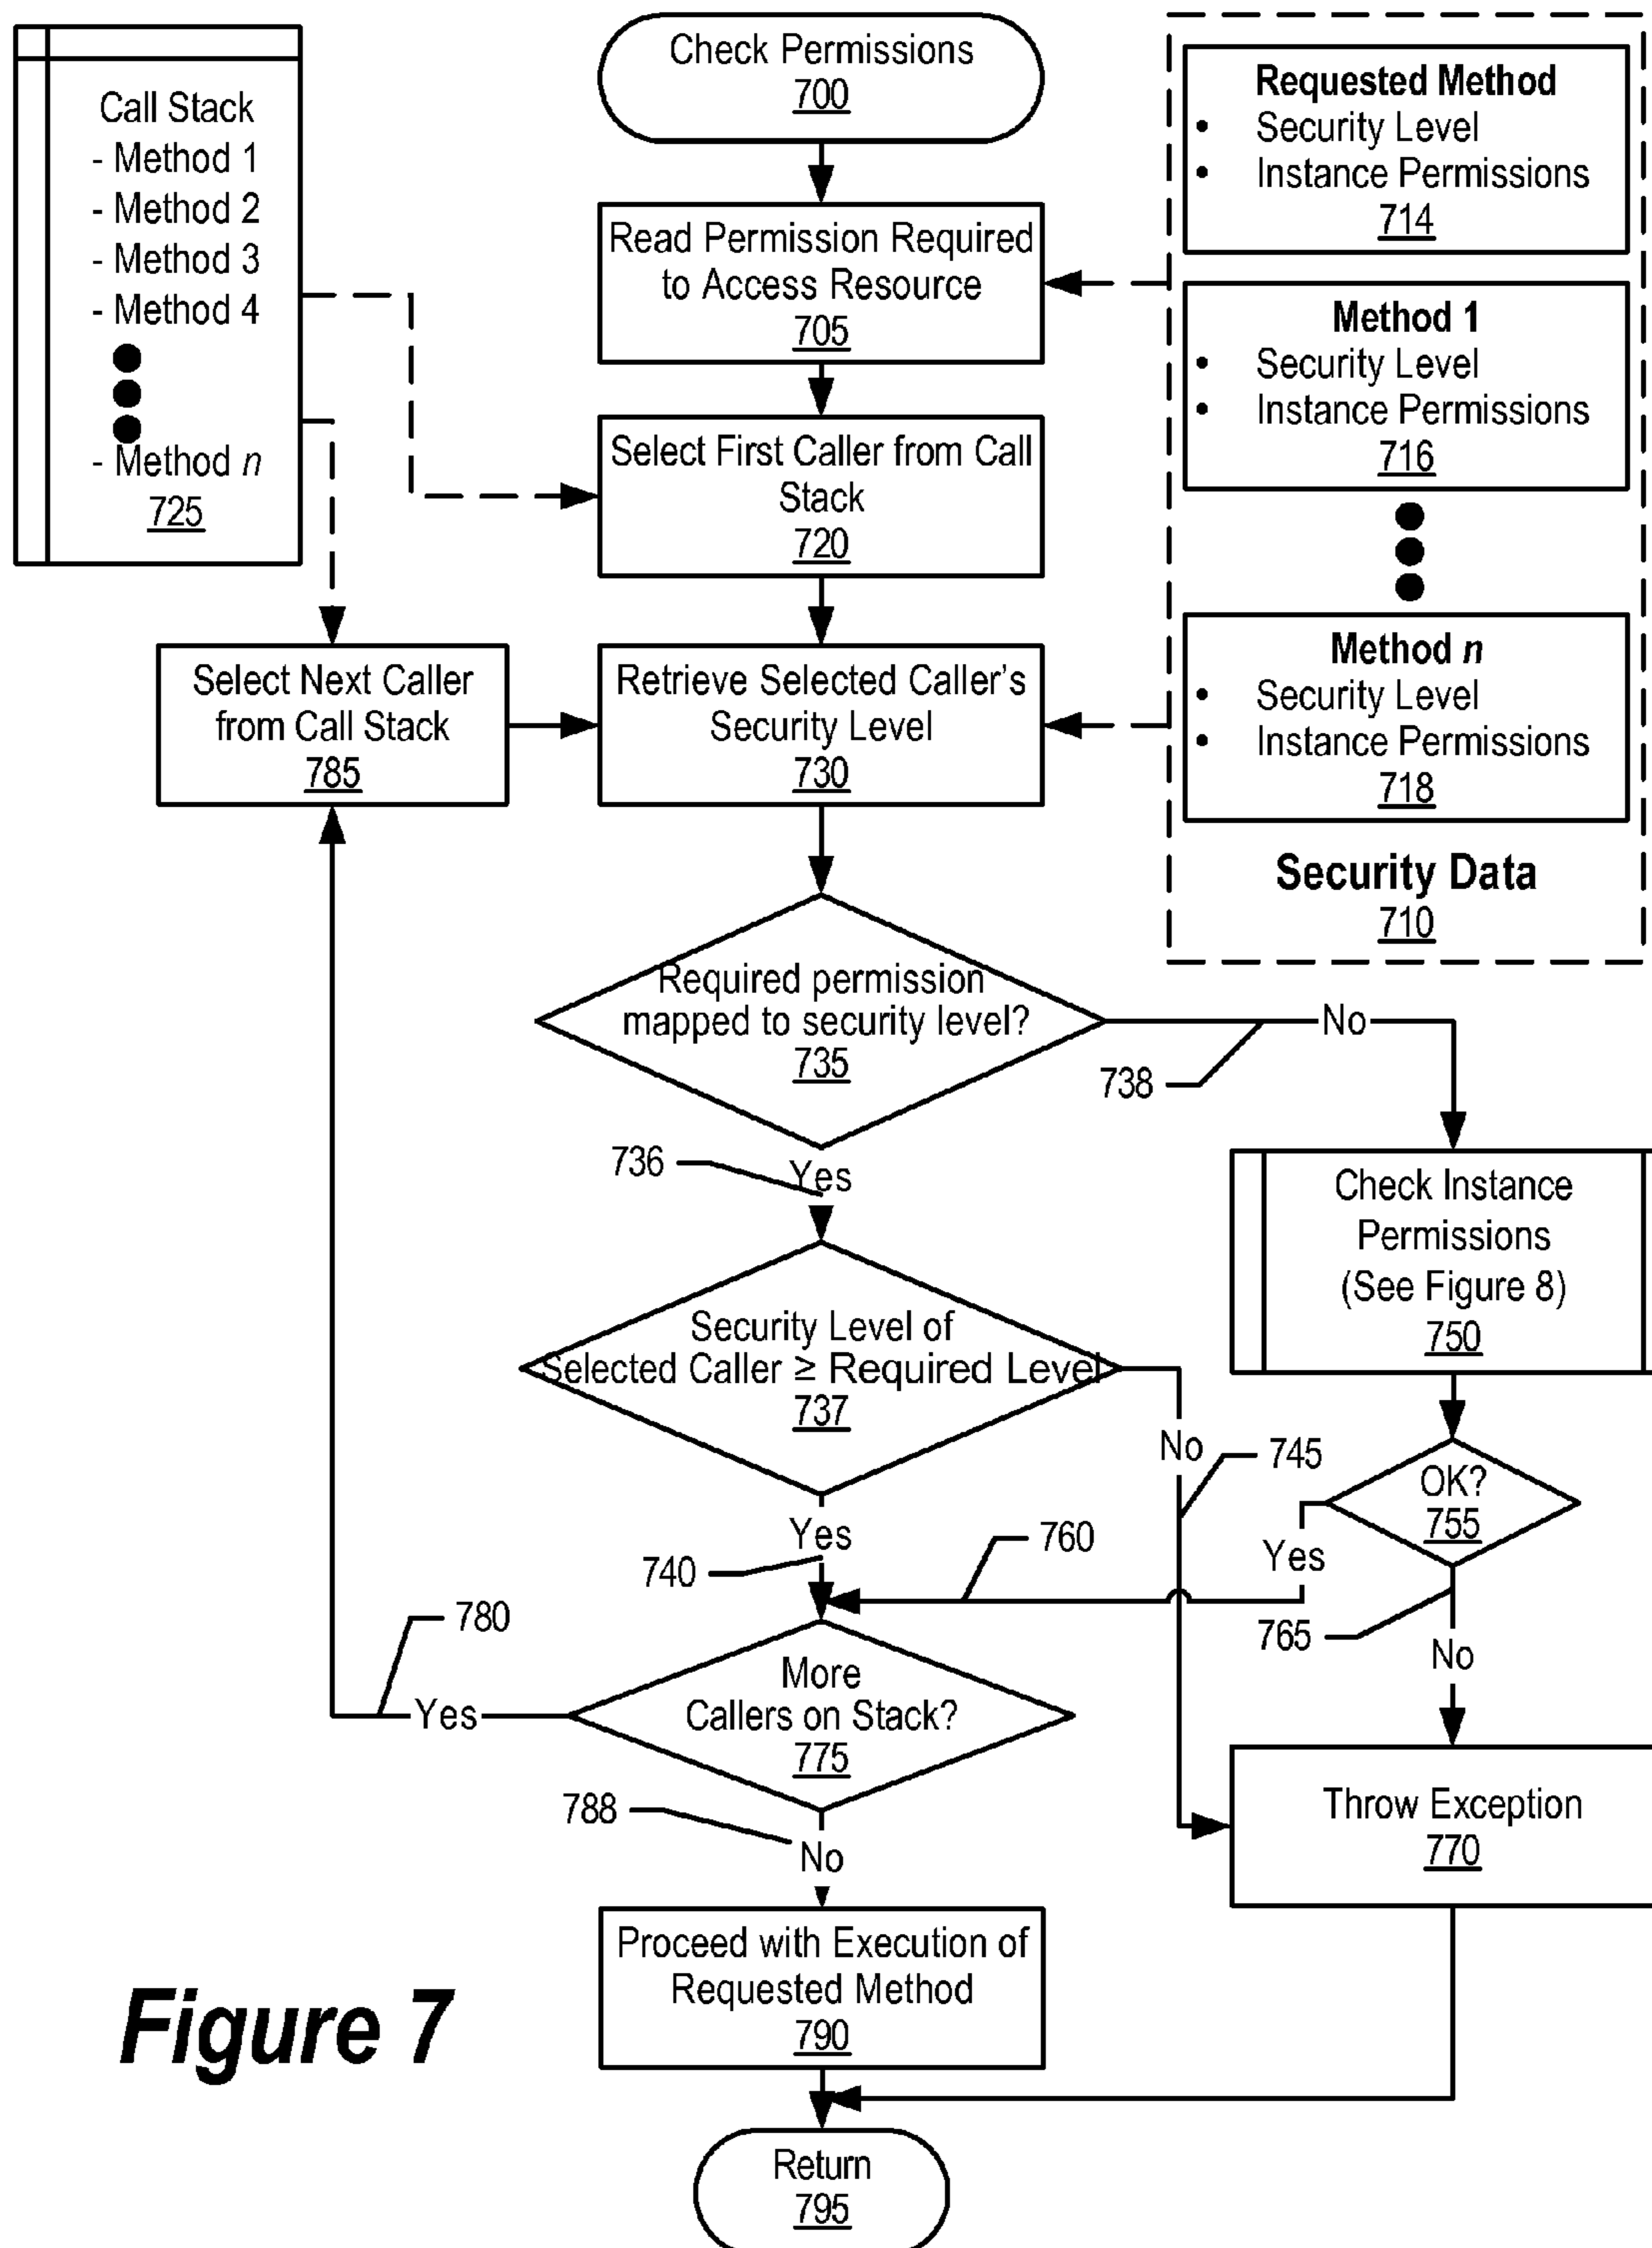 Call Stack
- Method 1
- Method 2
- Method 3
- Method 4
- Method n
725
Check Permissions
700
Requested Method
• Security Level
• Instance Permissions
714
Read Permission Required
to Access Resource
705
Method 1
• Security Level
• Instance Permissions
716
Select First Caller from Call
Stack
720
Select Next Caller
from Call Stack
785
Retrieve Selected Caller's
Security Level
730
Method n
• Security Level
• Instance Permissions
718
Security Data
710
Required permission
mapped to security level?
735
No
738
736
Yes
Check Instance
Permissions
(See Figure 8)
750
Security Level of
Selected Caller ≥ Required Level
737
No
745
OK?
755
Yes
740
760
Yes
765
No
780
Yes
More
Callers on Stack?
775
788
No
Throw Exception
770
Proceed with Execution of
Requested Method
790
Figure 7
Return
795